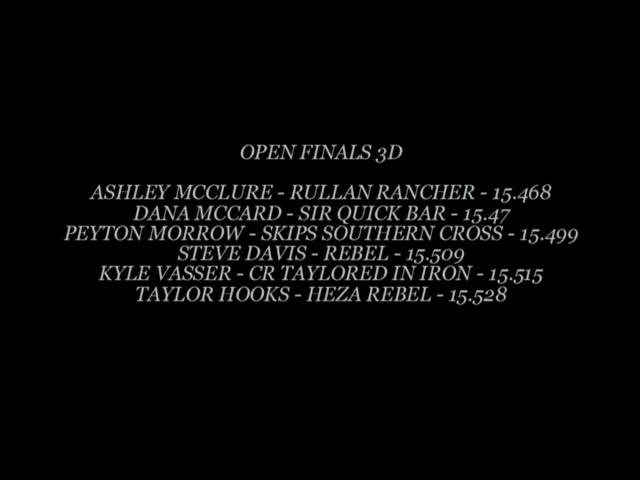 OPEN FINALS 3D
ASHLEY MCCLURE - RULLAN RANCHER - 15.468
DANA MCCARD - SIR QUICK BAR - 15.47
PEYTON MORROW - SKIPS SOUTHERN CROSS - 15.499
STEVE DAVIS - REBEL - 15.509
KYLE VASSER - CR TAYLORED IN IRON - 15.515
TAYLOR HOOKS - HEZA REBEL - 15.528